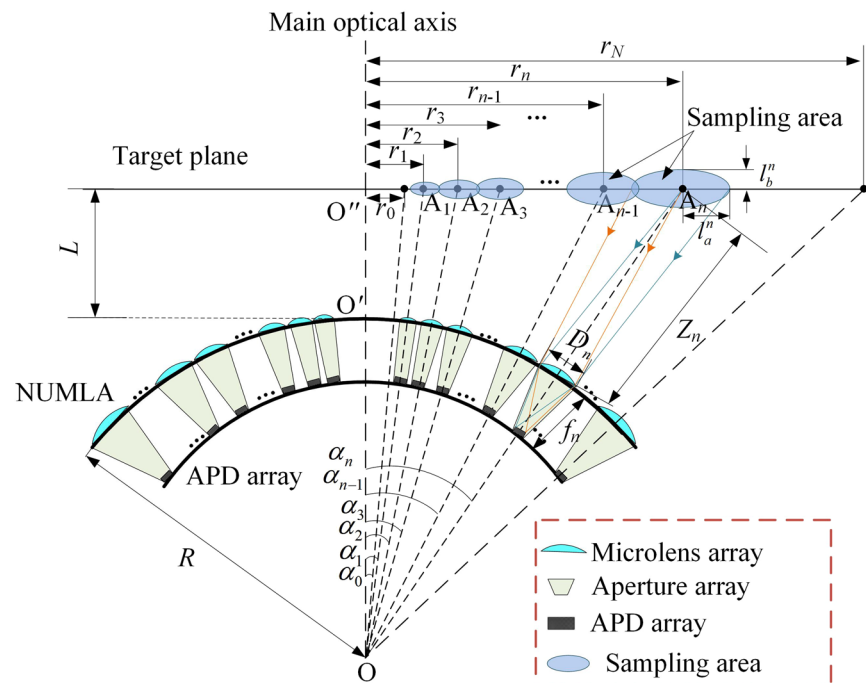 Main optical axis
r_N
r_n
r_{n-1}
r_3
...
Sampling area
r_2
Target plane
r_1
...
l_b^n
O″
r_0
A_1
A_2
A_3
A_{n-1}
A_n
l_a^n
L
O′
Z_n
D_n
...
...
...
...
NUMLA
...
...
...
...
f_n
APD array
α_n
α_{n−1}
α_3
α_2
α_1
α_0
R
O
Microlens array
Aperture array
APD array
Sampling area